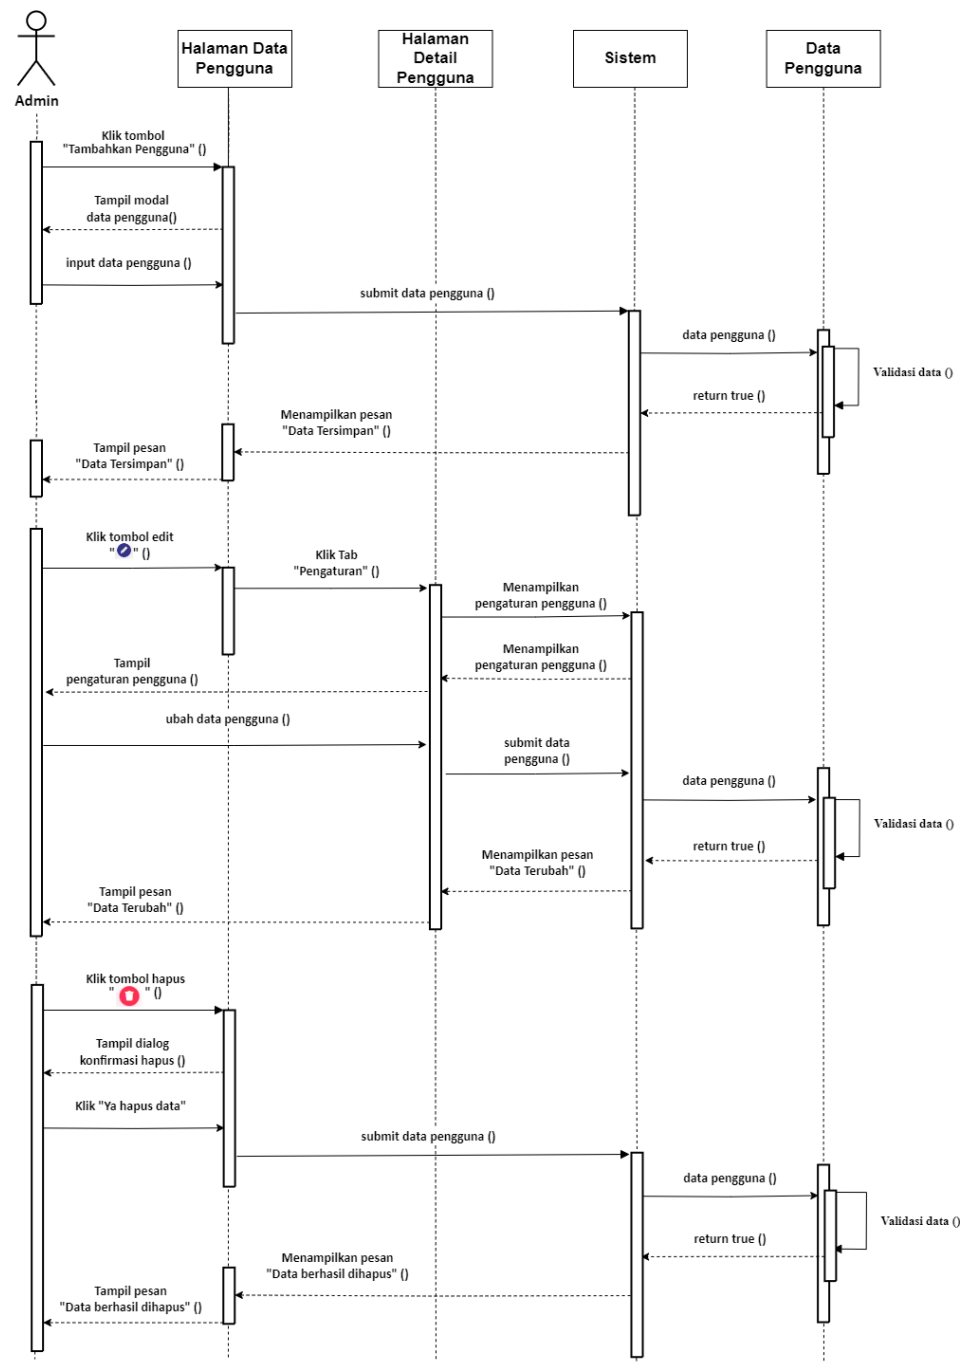 Admin
Halaman Data
Pengguna
Halaman
Detail
Pengguna
Sistem
Data
Pengguna
Klik tombol
"Tambahkan Pengguna" ()
Tampil modal
data pengguna()
input data pengguna ()
submit data pengguna ()
data pengguna ()
Validasi data ()
return true ()
Menampilkan pesan
"Data Tersimpan" ()
Tampil pesan
"Data Tersimpan" ()
Klik tombol edit
" " ()
Klik Tab
"Pengaturan" ()
Menampilkan
pengaturan pengguna ()
Menampilkan
pengaturan pengguna ()
Tampil
pengaturan pengguna ()
ubah data pengguna ()
submit data
pengguna ()
data pengguna ()
Validasi data ()
return true ()
Menampilkan pesan
"Data Terubah" ()
Tampil pesan
"Data Terubah" ()
Klik tombol hapus
" " ()
Tampil dialog
konfirmasi hapus ()
Klik "Ya hapus data"
submit data pengguna ()
data pengguna ()
Validasi data ()
return true ()
Menampilkan pesan
"Data berhasil dihapus" ()
Tampil pesan
"Data berhasil dihapus" ()